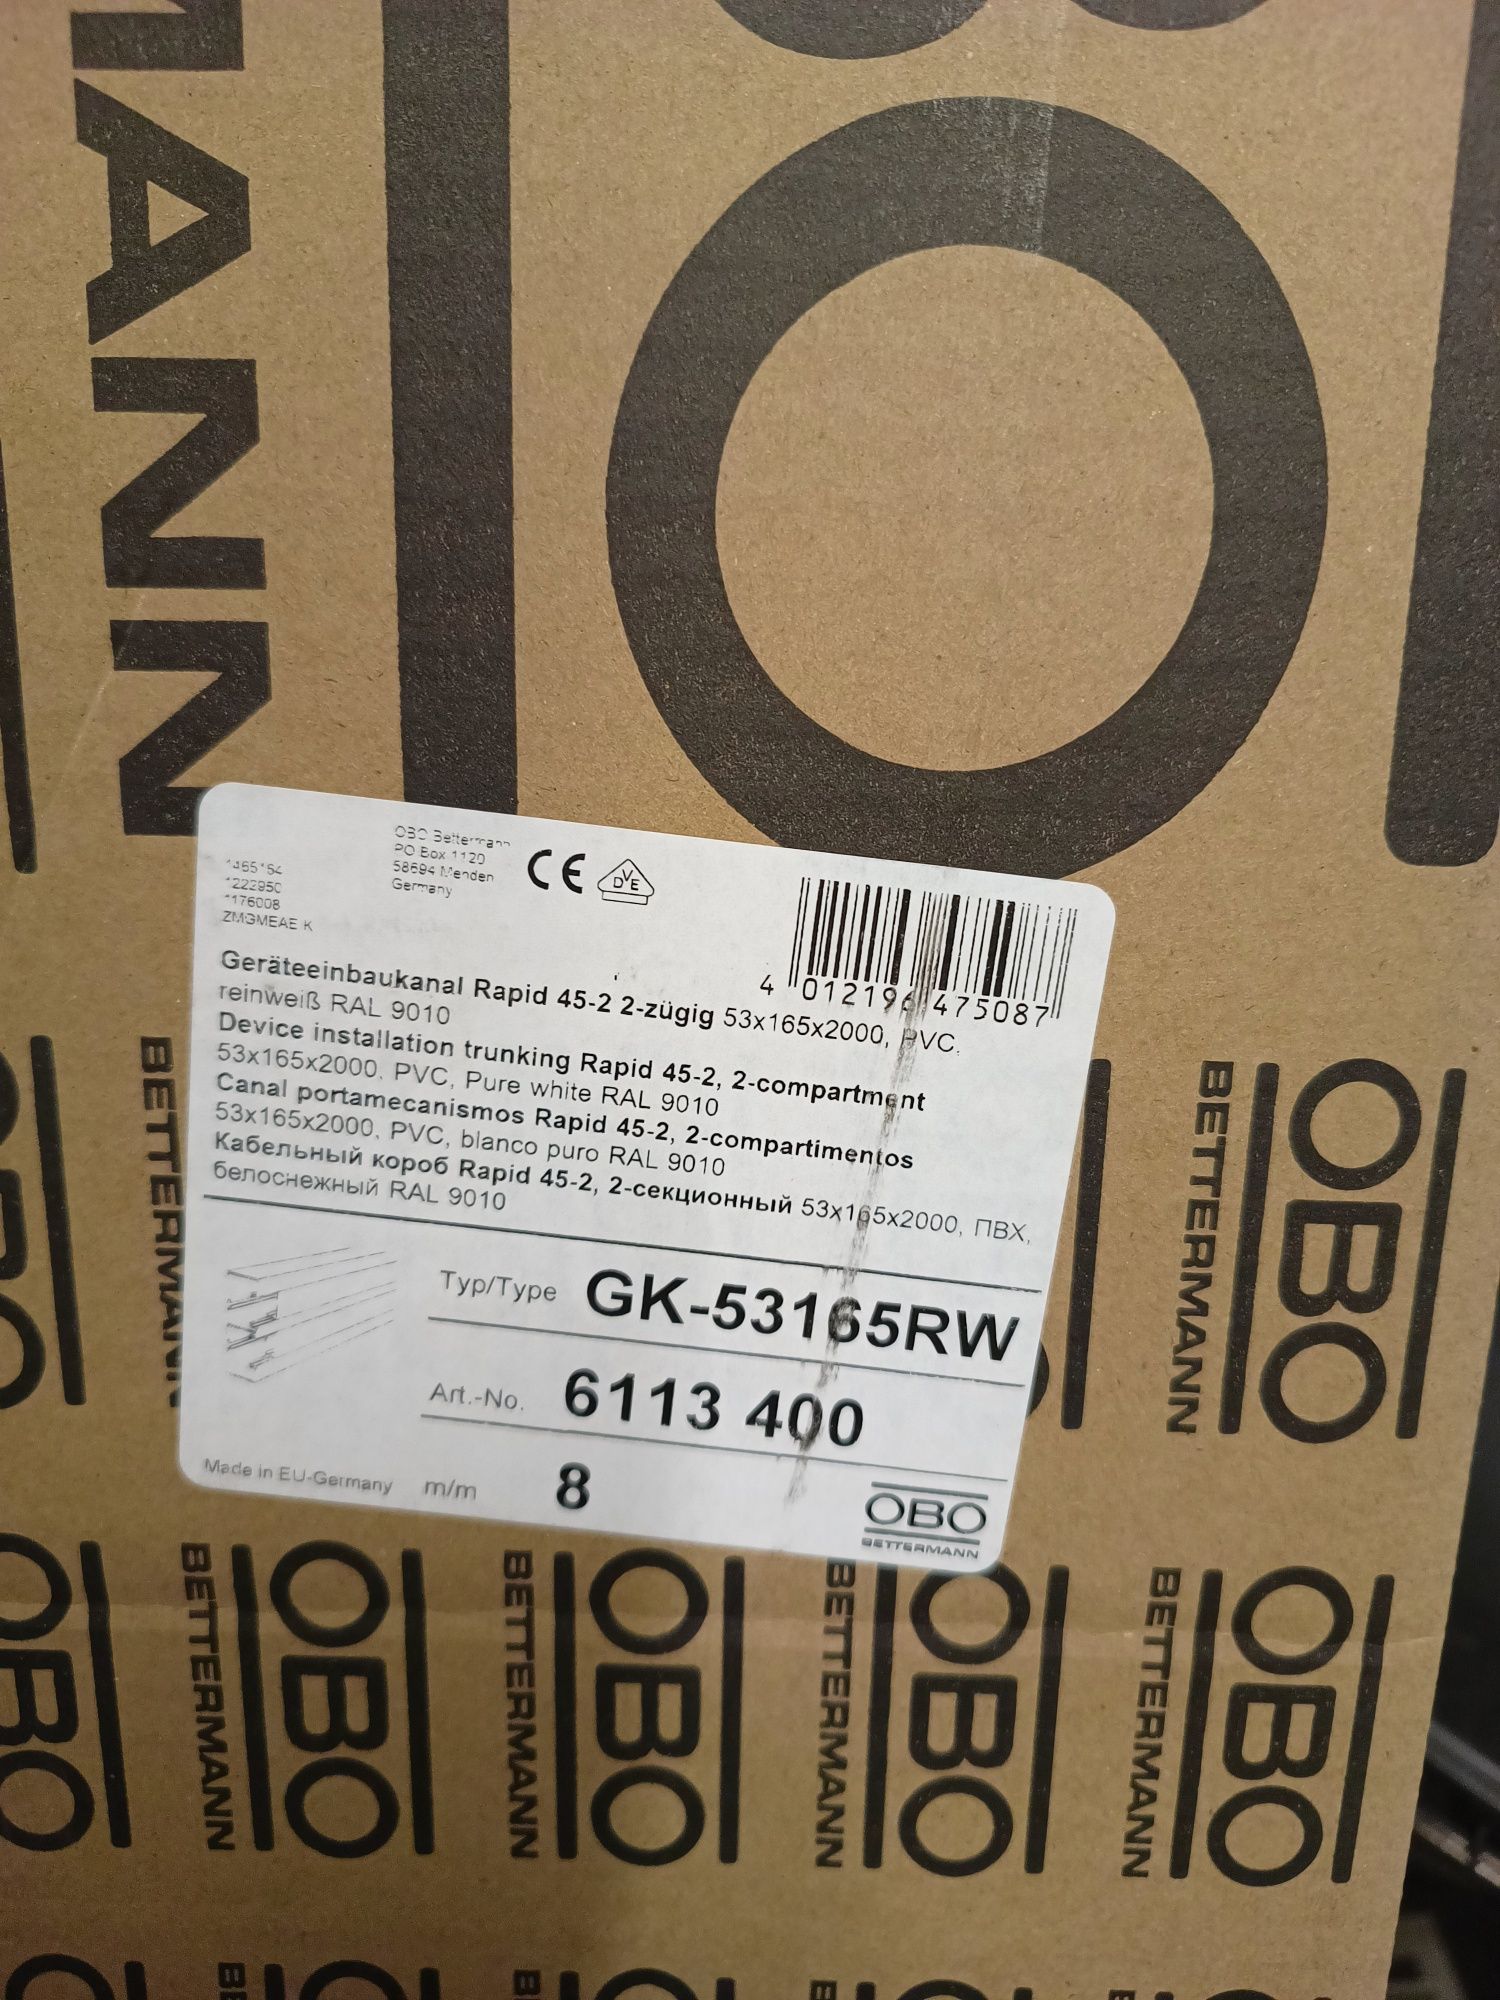 MANN
OBO Bettermann
PO Box 1120
58694 Menden
Germany
CE
DVE
1222950
1176008
ZMGMEAE K
4 012196 475087
Geräteeinbaukanal Rapid 45-2 2-zügig 53x165x2000, PVC,
reinweiß RAL 9010
Device installation trunking Rapid 45-2, 2-compartment
53x165x2000, PVC, Pure white RAL 9010
Canal portamecanismos Rapid 45-2, 2-compartimentos
53x165x2000, PVC, blanco puro RAL 9010
Кабельный короб Rapid 45-2, 2-секционный 53x165x2000, ПВХ,
белоснежный RAL 9010
Typ/Type GK-53165RW
Art.-No. 6113 400
Made in EU-Germany m/m 8
OBO
BETTERMANN
OBO
BETTERMANN
OBO
BETTERMANN
OBO
BETTERMANN
OBO
BETTERMANN
OBO
BETTERMANN
OBO
BETTERMANN